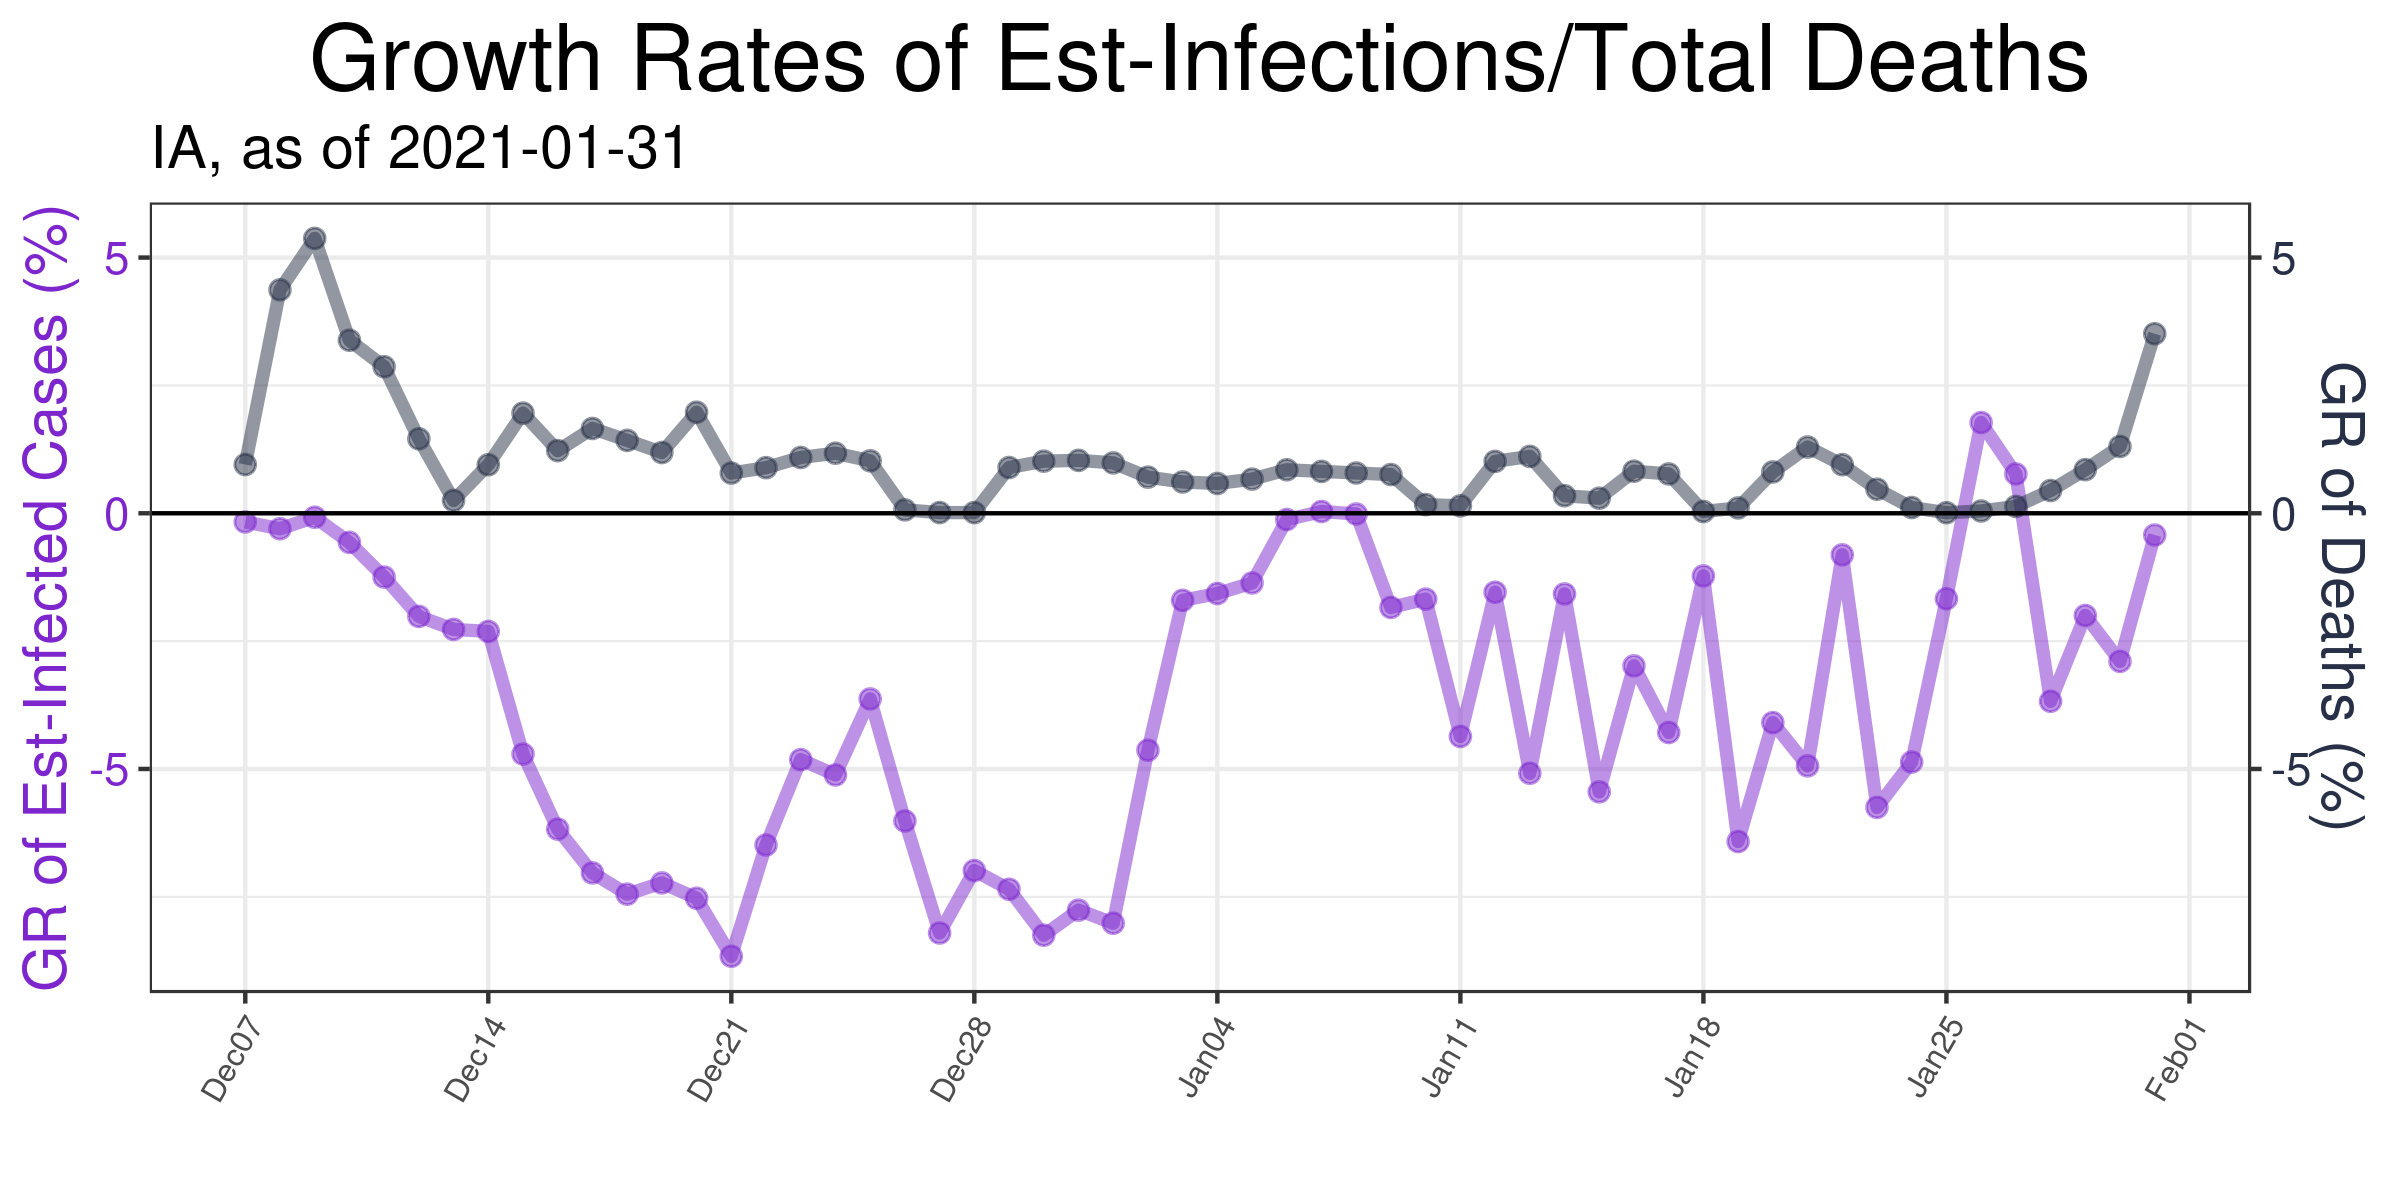 Growth Rates of Est-Infections/Total Deaths
IA, as of 2021-01-31
GR of Est-Infected Cases (%)
5
0
-5
5
0
-5
GR of Deaths (%)
Dec07
Dec14
Dec21
Dec28
Jan04
Jan11
Jan18
Jan25
Feb01